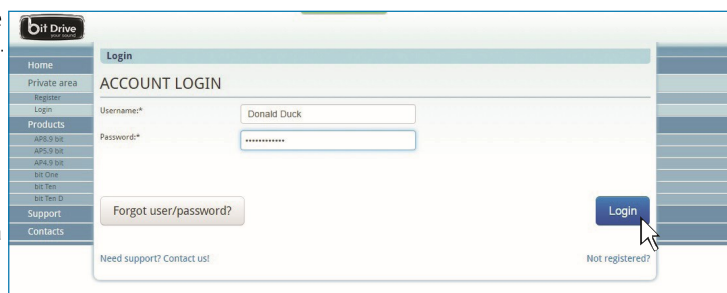 bit Drive
your sound
Home
Private area
Register
Login
Products
AP8.9 bit
AP5.9 bit
AP4.9 bit
bit One
bit Ten
bit Ten D
Support
Contacts
Login
ACCOUNT LOGIN
Username:*
Donald Duck
Password:*
••••••••••••
Forgot user/password?
Login
Need support? Contact us!
Not registered?